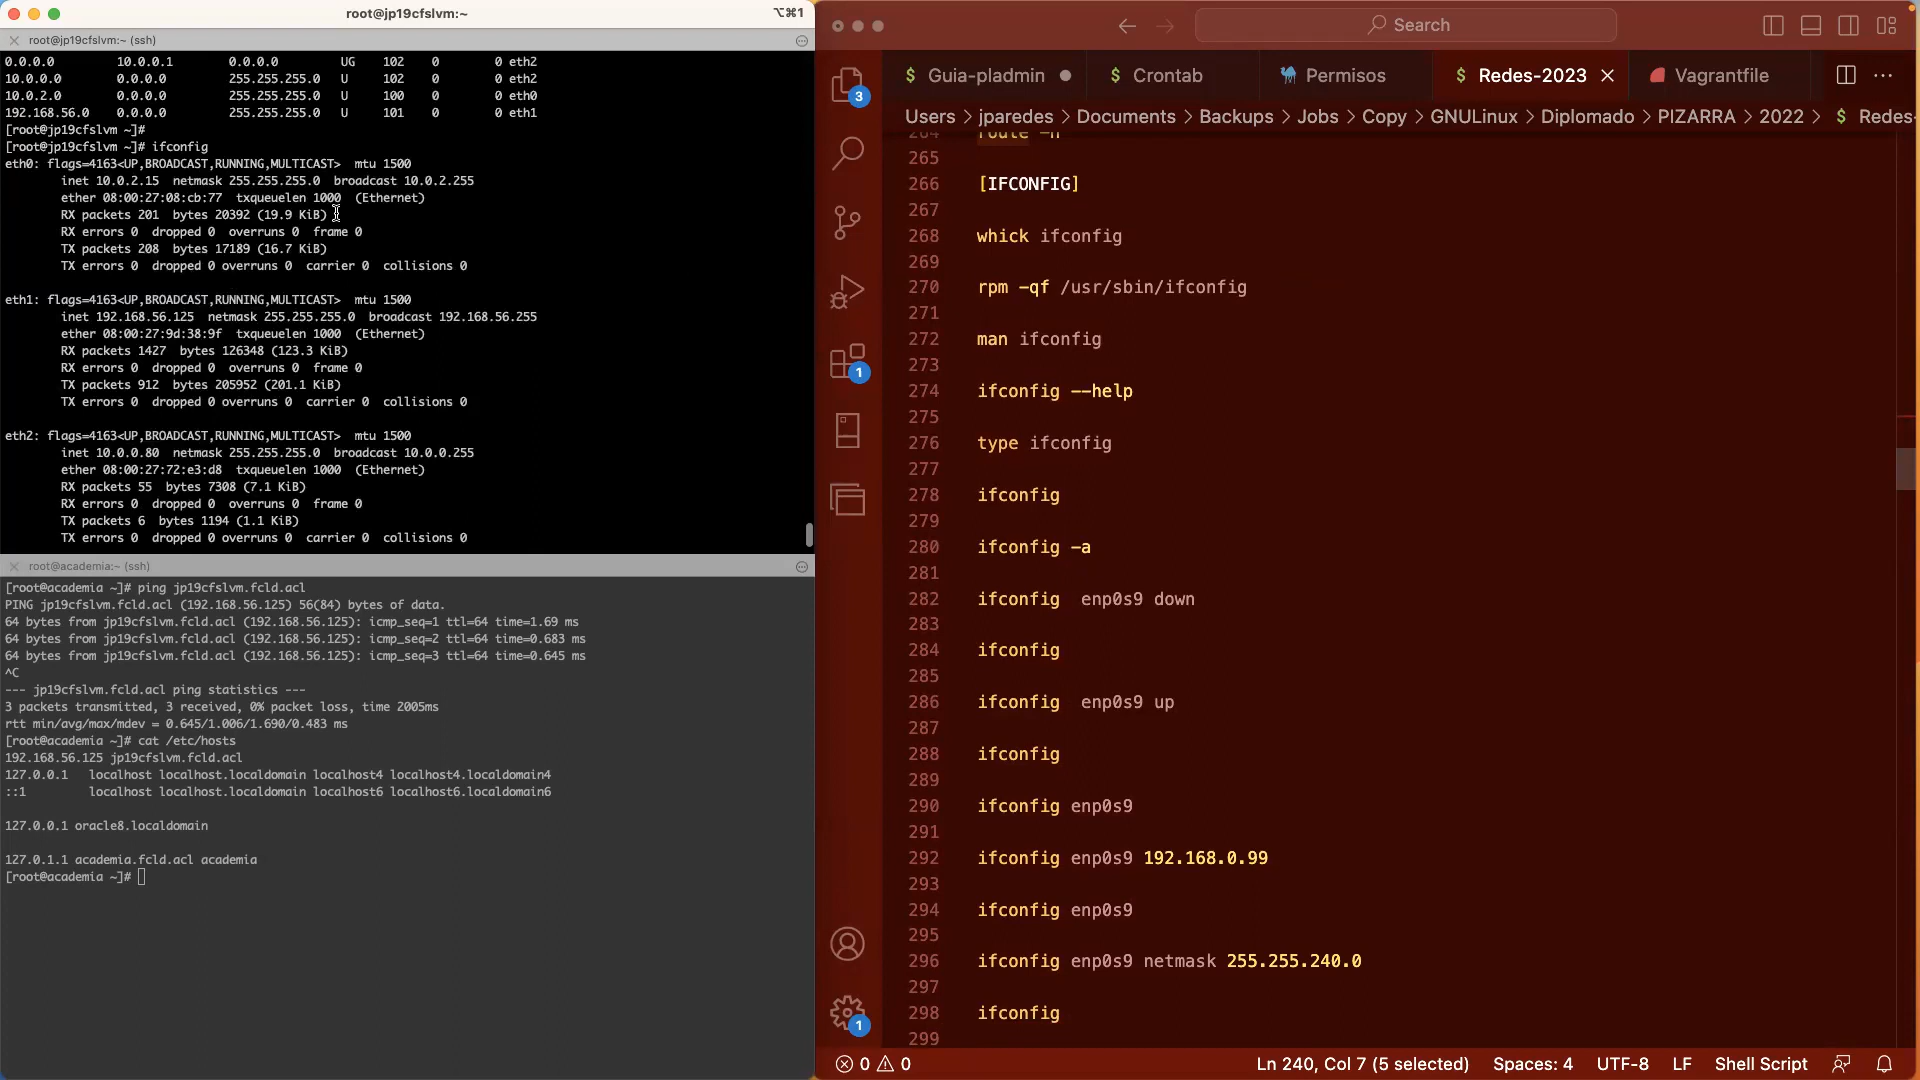 root@jp19cfslvm:~
⌥⌘1
root@jp19cfslvm:~ (ssh)
0.0.0.0 10.0.0.1 0.0.0.0 UG 102 0 0 eth2
10.0.0.0 0.0.0.0 255.255.255.0 U 102 0 0 eth2
10.0.2.0 0.0.0.0 255.255.255.0 U 100 0 0 eth0
192.168.56.0 0.0.0.0 255.255.255.0 U 101 0 0 eth1
[root@jp19cfslvm ~]#
[root@jp19cfslvm ~]# ifconfig
eth0: flags=4163<UP,BROADCAST,RUNNING,MULTICAST> mtu 1500
inet 10.0.2.15 netmask 255.255.255.0 broadcast 10.0.2.255
ether 08:00:27:08:cb:77 txqueuelen 1000 (Ethernet)
RX packets 201 bytes 20392 (19.9 KiB)
RX errors 0 dropped 0 overruns 0 frame 0
TX packets 208 bytes 17189 (16.7 KiB)
TX errors 0 dropped 0 overruns 0 carrier 0 collisions 0
eth1: flags=4163<UP,BROADCAST,RUNNING,MULTICAST> mtu 1500
inet 192.168.56.125 netmask 255.255.255.0 broadcast 192.168.56.255
ether 08:00:27:9d:38:9f txqueuelen 1000 (Ethernet)
RX packets 1427 bytes 126348 (123.3 KiB)
RX errors 0 dropped 0 overruns 0 frame 0
TX packets 912 bytes 205952 (201.1 KiB)
TX errors 0 dropped 0 overruns 0 carrier 0 collisions 0
eth2: flags=4163<UP,BROADCAST,RUNNING,MULTICAST> mtu 1500
inet 10.0.0.80 netmask 255.255.255.0 broadcast 10.0.0.255
ether 08:00:27:72:e3:d8 txqueuelen 1000 (Ethernet)
RX packets 55 bytes 7308 (7.1 KiB)
RX errors 0 dropped 0 overruns 0 frame 0
TX packets 6 bytes 1194 (1.1 KiB)
TX errors 0 dropped 0 overruns 0 carrier 0 collisions 0
root@academia:~ (ssh)
[root@academia ~]# ping jp19cfslvm.fcld.acl
PING jp19cfslvm.fcld.acl (192.168.56.125) 56(84) bytes of data.
64 bytes from jp19cfslvm.fcld.acl (192.168.56.125): icmp_seq=1 ttl=64 time=1.69 ms
64 bytes from jp19cfslvm.fcld.acl (192.168.56.125): icmp_seq=2 ttl=64 time=0.683 ms
64 bytes from jp19cfslvm.fcld.acl (192.168.56.125): icmp_seq=3 ttl=64 time=0.645 ms
^C
--- jp19cfslvm.fcld.acl ping statistics ---
3 packets transmitted, 3 received, 0% packet loss, time 2005ms
rtt min/avg/max/mdev = 0.645/1.006/1.690/0.483 ms
[root@academia ~]# cat /etc/hosts
192.168.56.125 jp19cfslvm.fcld.acl
127.0.0.1 localhost localhost.localdomain localhost4 localhost4.localdomain4
::1 localhost localhost.localdomain localhost6 localhost6.localdomain6
127.0.0.1 oracle8.localdomain
127.0.1.1 academia.fcld.acl academia
[root@academia ~]#
Search
3
1
1
$ Guia-pladmin
$ Crontab
Permisos
$ Redes-2023
Vagrantfile
Users > jparedes > Documents > Backups > Jobs > Copy > GNULinux > Diplomado > PIZARRA > 2022 > $ Redes-
264 route -n
265
266 [IFCONFIG]
267
268 whick ifconfig
269
270 rpm -qf /usr/sbin/ifconfig
271
272 man ifconfig
273
274 ifconfig --help
275
276 type ifconfig
277
278 ifconfig
279
280 ifconfig -a
281
282 ifconfig enp0s9 down
283
284 ifconfig
285
286 ifconfig enp0s9 up
287
288 ifconfig
289
290 ifconfig enp0s9
291
292 ifconfig enp0s9 192.168.0.99
293
294 ifconfig enp0s9
295
296 ifconfig enp0s9 netmask 255.255.240.0
297
298 ifconfig
299
0 0
Ln 240, Col 7 (5 selected)
Spaces: 4
UTF-8
LF
Shell Script